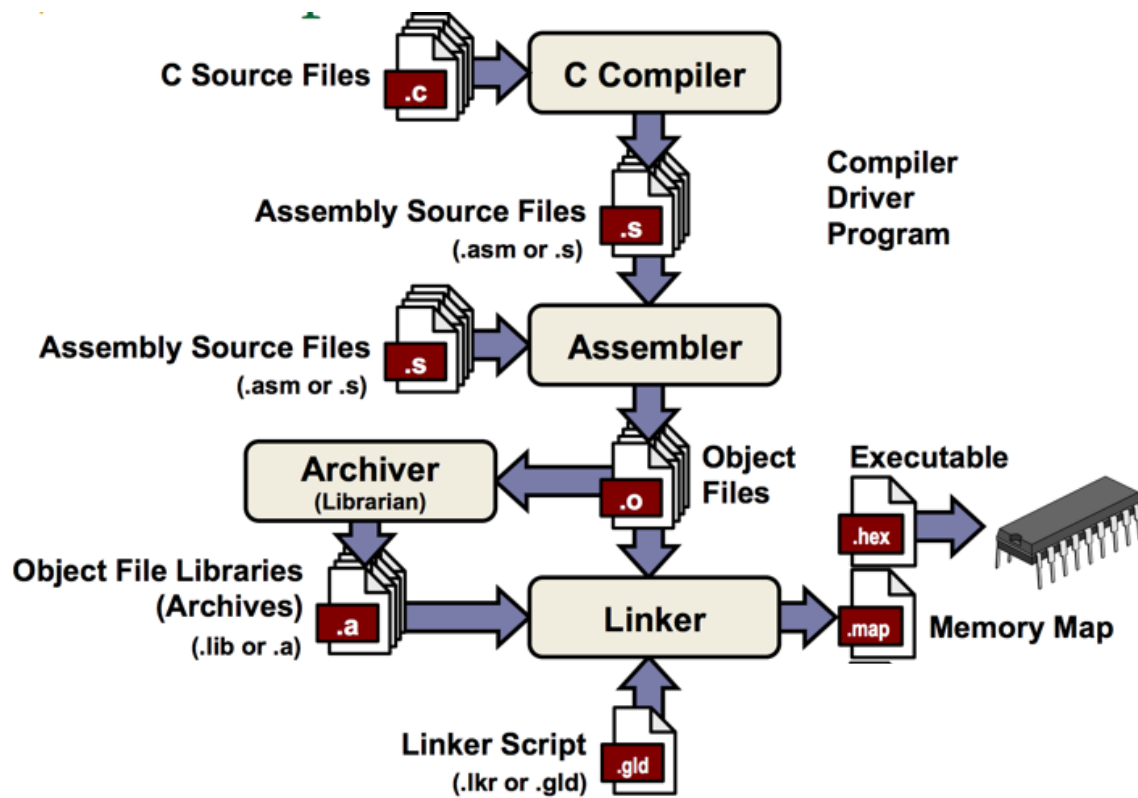 C Source Files
.c
C Compiler
Compiler
Driver
Program
Assembly Source Files
(.asm or .s)
.s
Assembly Source Files
(.asm or .s)
.s
Assembler
Archiver
(Librarian)
.o
Object
Files
Executable
.hex
Object File Libraries
(Archives)
(.lib or .a)
.a
Linker
.map
Memory Map
Linker Script
(.lkr or .gld)
.gld